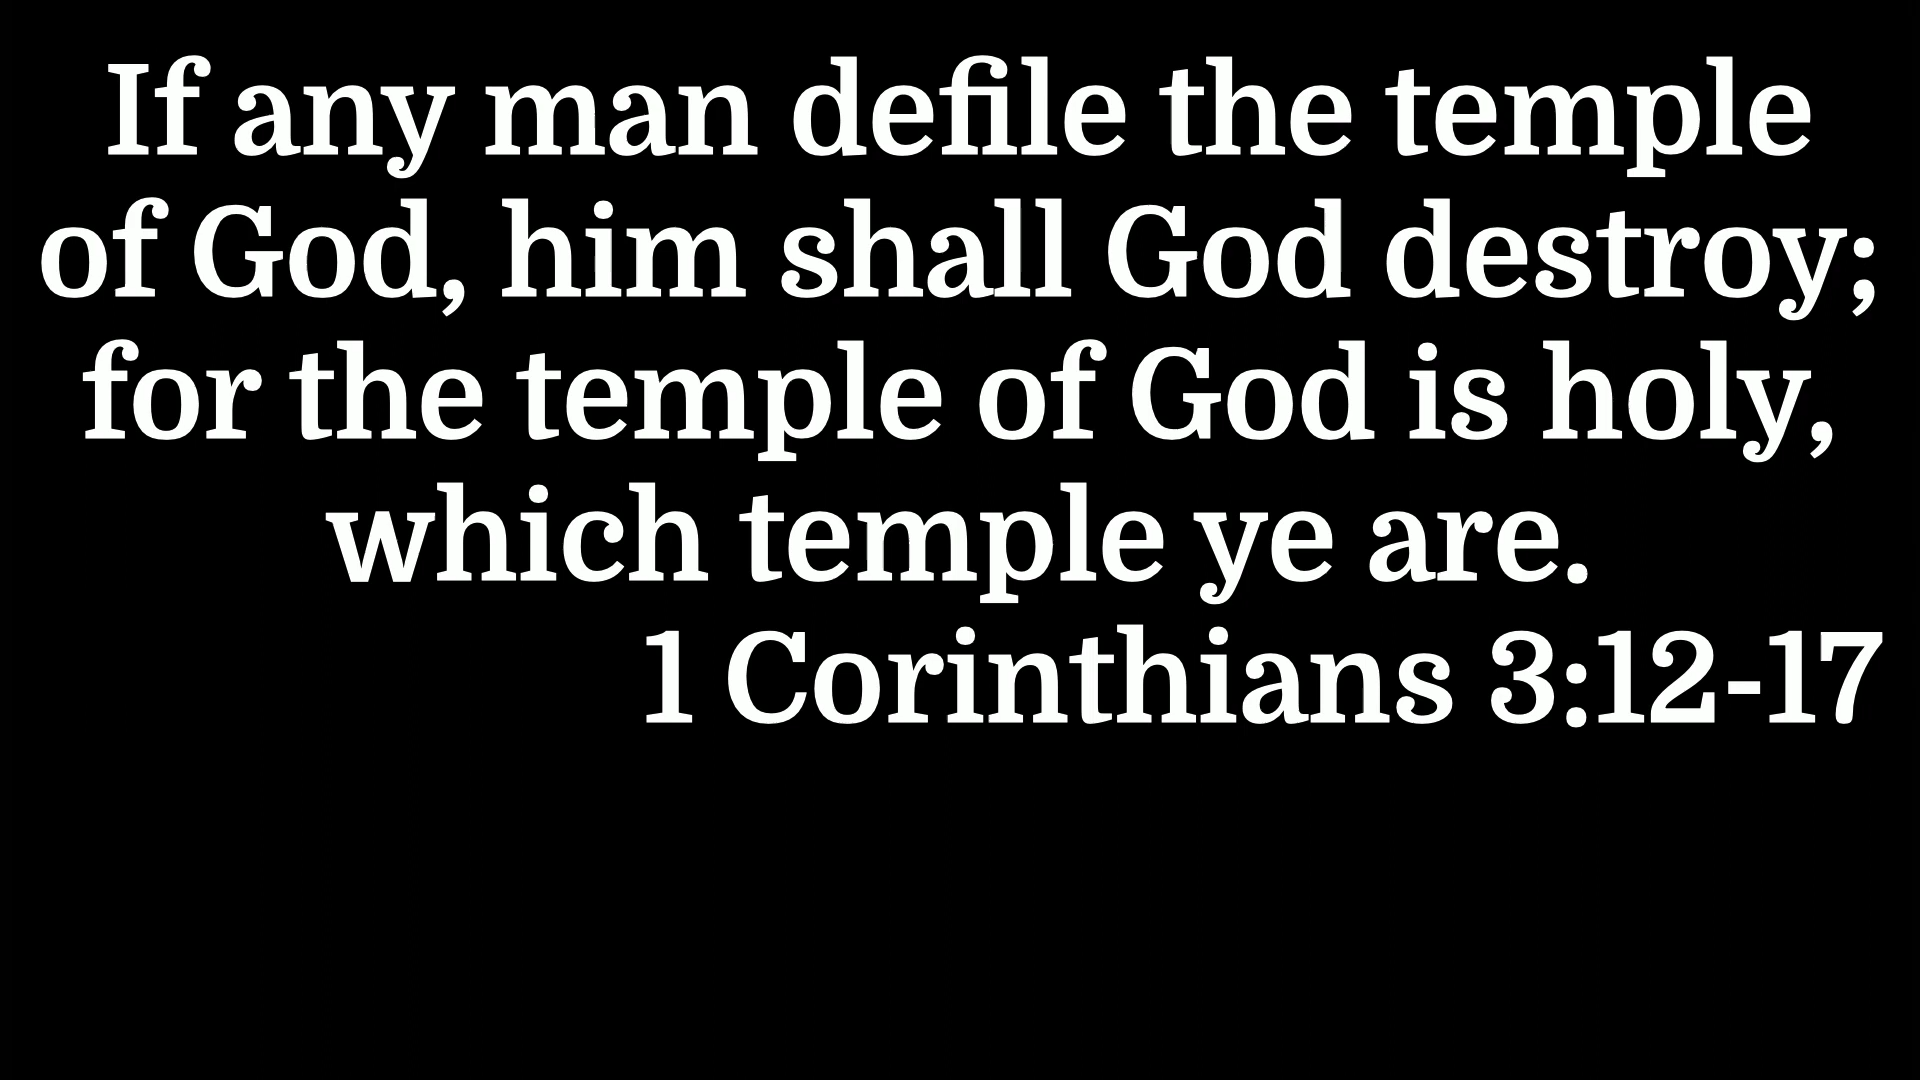 If any man defile the temple
of God, him shall God destroy;
for the temple of God is holy,
which temple ye are.
1 Corinthians 3:12-17